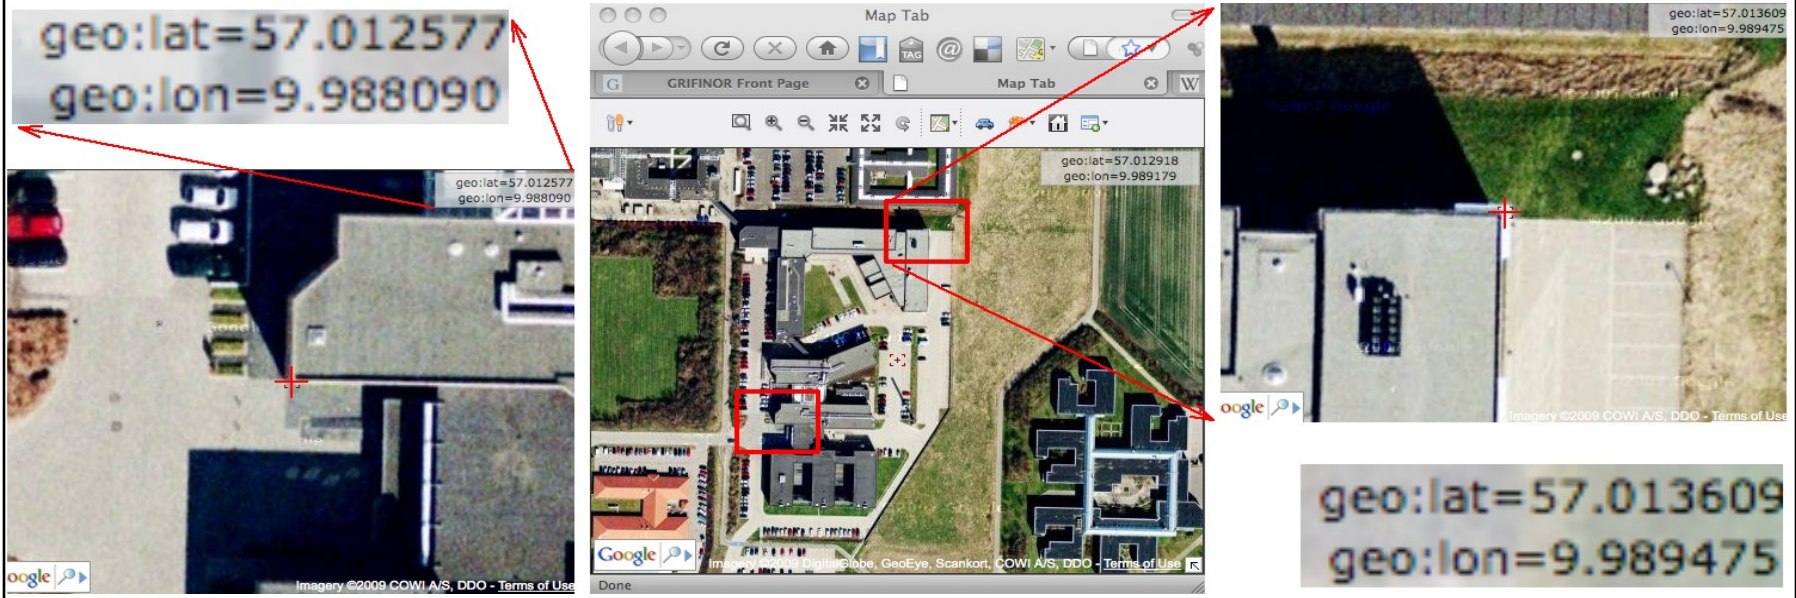 geo:lat=57.012577
geo:lon=9.988090
geo:lat=57.012577
geo:lon=9.988090
oogle
Imagery ©2009 COWI A/S, DDO - Terms of Use
Map Tab
TAG
G
GRIFINOR Front Page
Map Tab
W
geo:lat=57.012918
geo:lon=9.989179
Google
Imagery ©2009 DigitalGlobe, GeoEye, Scankort, COWI A/S, DDO - Terms of Use
Done
geo:lat=57.013609
geo:lon=9.989475
©2007 Google
oogle
Imagery ©2009 COWI A/S, DDO - Terms of Use
geo:lat=57.013609
geo:lon=9.989475